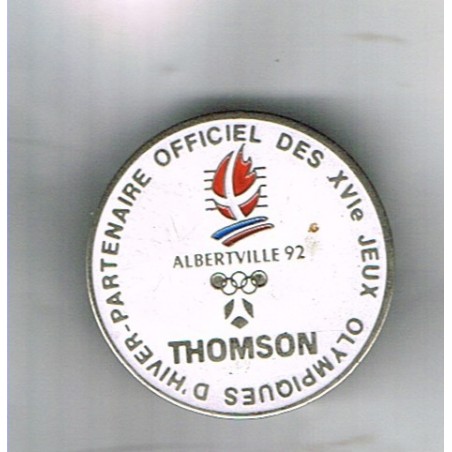 PARTENAIRE OFFICIEL DES XVIe JEUX OLYMPIQUES D'HIVER-
ALBERTVILLE 92
THOMSON